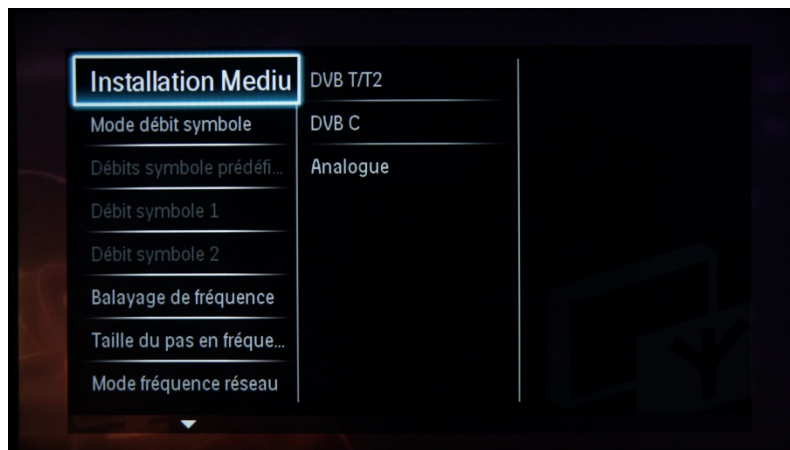 Installation Mediu
Mode débit symbole
Débits symbole prédéfi...
Débit symbole 1
Débit symbole 2
Balayage de fréquence
Taille du pas en fréque...
Mode fréquence réseau
DVB T/T2
DVB C
Analogue